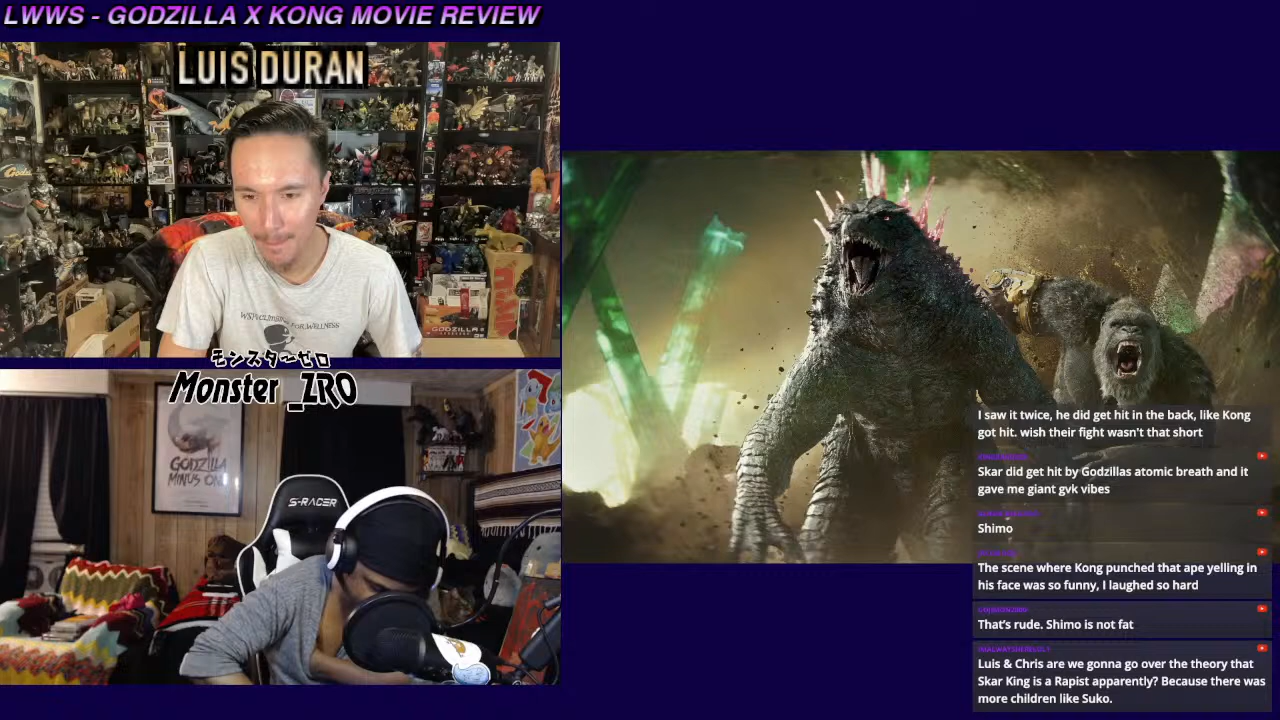 LWWS - GODZILLA X KONG MOVIE REVIEW
LUIS DURAN
FOR WELLNESS
GODZILLA
モンスターゼロ
Monster _ZRO
GODZILLA
MINUS ONE
S-RACER
I saw it twice, he did get hit in the back, like Kong
got hit. wish their fight wasn't that short
Skar did get hit by Godzillas atomic breath and it
gave me giant gvk vibes
Shimo
The scene where Kong punched that ape yelling in
his face was so funny, I laughed so hard
That's rude. Shimo is not fat
Luis & Chris are we gonna go over the theory that
Skar King is a Rapist apparently? Because there was
more children like Suko.